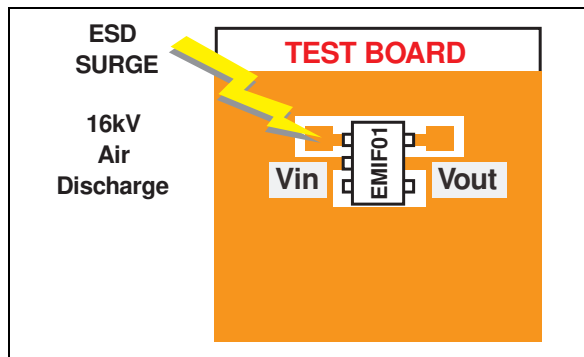 ESD
SURGE
TEST BOARD
16kV
Air
Discharge
EMIF01
Vin
Vout